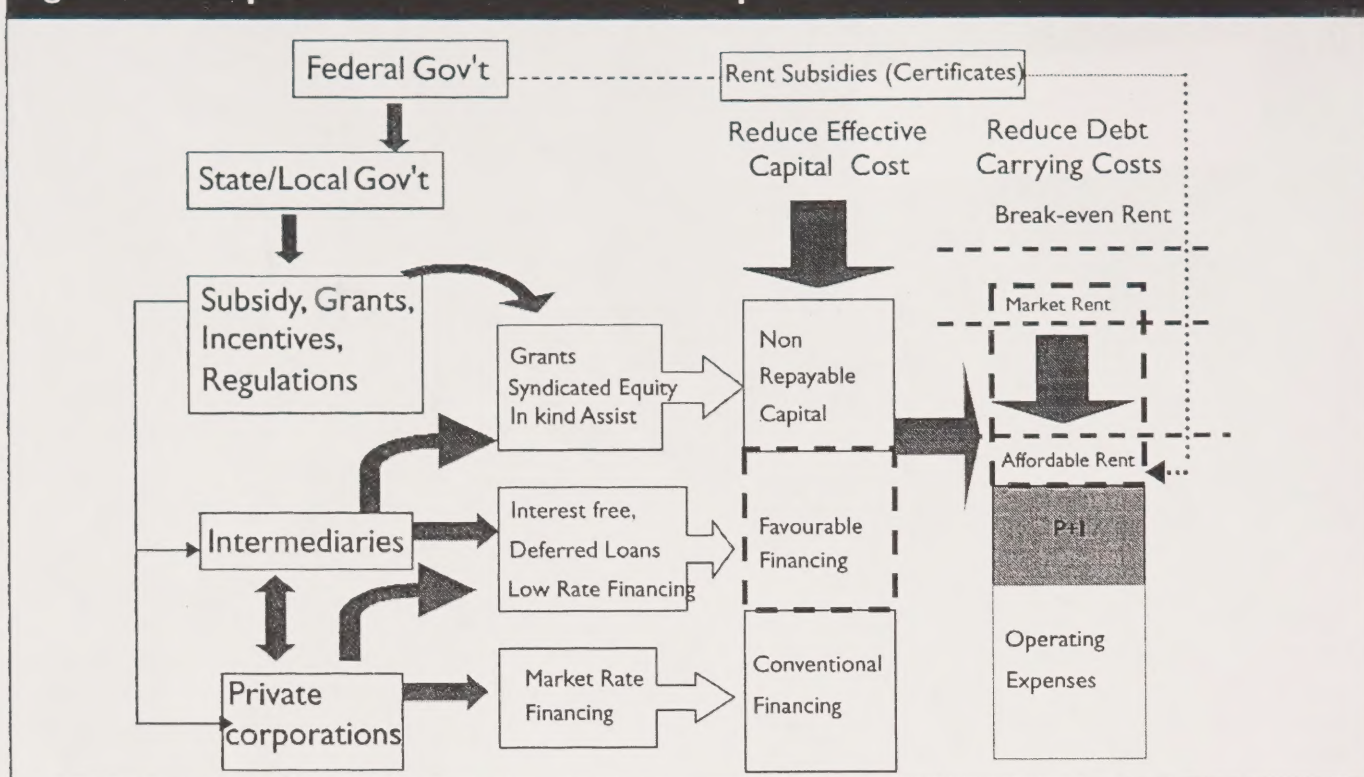 Federal Gov't
Rent Subsidies (Certificates)
State/Local Gov't
Reduce Effective
Capital Cost
Reduce Debt
Carrying Costs
Break-even Rent
Subsidy, Grants,
Incentives,
Regulations
Grants
Syndicated Equity
In kind Assist
Non
Repayable
Capital
Market Rent
Affordable Rent
Intermediaries
Interest free,
Deferred Loans
Low Rate Financing
Favourable
Financing
P+I
Private
corporations
Market Rate
Financing
Conventional
Financing
Operating
Expenses